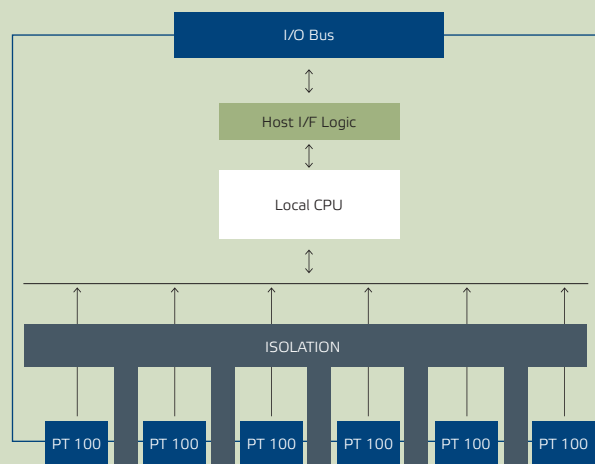 I/O Bus
Host I/F Logic
Local CPU
ISOLATION
PT 100 PT 100 PT 100 PT 100 PT 100 PT 100